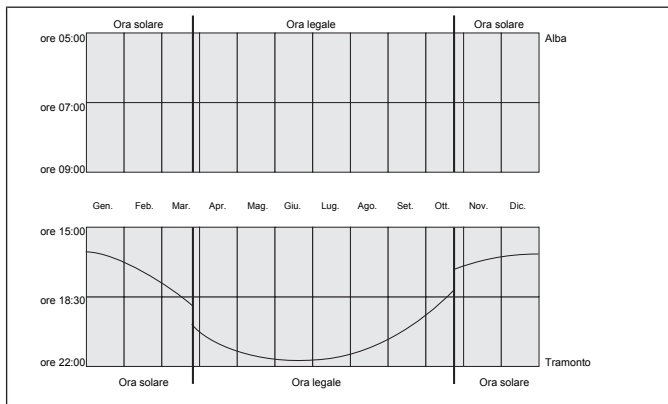 Ora solare Ora legale Ora solare
ore 05:00 Alba
ore 07:00
ore 09:00
Gen. Feb. Mar. Apr. Mag. Giu. Lug. Ago. Set. Ott. Nov. Dic.
ore 15:00
ore 18:30
ore 22:00 Tramonto
Ora solare Ora legale Ora solare